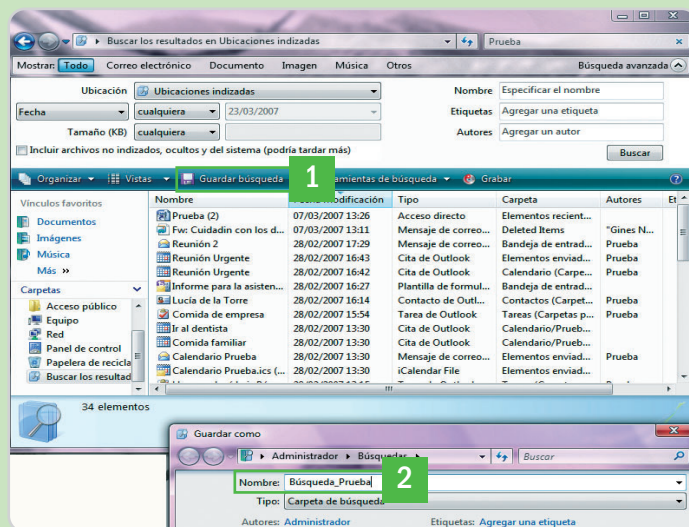 Buscar los resultados en Ubicaciones indizadas Prueba
Mostrar: Todo Correo electrónico Documento Imagen Música Otros Búsqueda avanzada
Ubicación Ubicaciones indizadas Nombre Especificar el nombre
Fecha cualquiera 23/03/2007 Etiquetas Agregar una etiqueta
Tamaño (KB) cualquiera Autores Agregar un autor
Incluir archivos no indizados, ocultos y del sistema (podría tardar más) Buscar
Organizar Vistas Guardar búsqueda 1 de búsqueda Grabar
Vínculos favoritos
Documentos
Imágenes
Música
Más »
Carpetas
Acceso público
Equipo
Red
Panel de control
Papelera de recicla
Buscar los resultad
Nombre Tipo Carpeta Autores
Prueba (2) 07/03/2007 13:26 Acceso directo Elementos recient...
Fw: Cuidadin con los d... 07/03/2007 13:11 Mensaje de correo... Deleted Items "Gines N...
Reunión 2 28/02/2007 17:29 Mensaje de correo... Bandeja de entrad... Prueba
Reunión Urgente 28/02/2007 16:43 Cita de Outlook Elementos enviad... Prueba
Reunión Urgente 28/02/2007 16:42 Cita de Outlook Calendario (Carpe... Prueba
Informe para la asisten... 28/02/2007 16:27 Plantilla de formul... Bandeja de entrad...
Lucía de la Torre 28/02/2007 16:14 Contacto de Outl... Contactos (Carpet... Prueba
Comida de empresa 28/02/2007 15:54 Tarea de Outlook Tareas (Carpetas p... Prueba
Ir al dentista 28/02/2007 13:30 Cita de Outlook Calendario/Prueb...
Comida familiar 28/02/2007 13:30 Cita de Outlook Calendario/Prueb...
Calendario Prueba 28/02/2007 13:30 Mensaje de correo... Elementos enviad... Prueba
Calendario Prueba.ics (... 28/02/2007 13:30 iCalendar File Elementos enviad...
34 elementos
Guardar como
Administrador Búsquedas Buscar
Nombre: Búsqueda_Prueba 2
Tipo: Carpeta de búsqueda
Autores: Administrador Etiquetas: Agregar una etiqueta